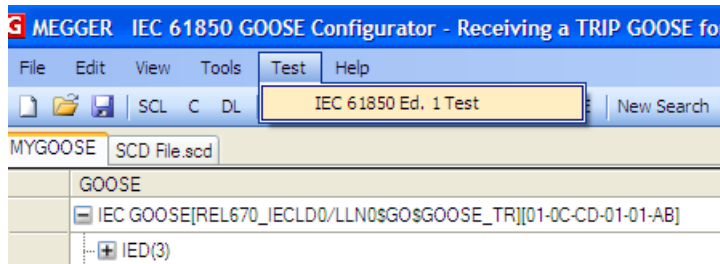 G MEGGER IEC 61850 GOOSE Configurator - Receiving a TRIP GOOSE fo
File Edit View Tools Test Help
SCL C DL IEC 61850 Ed. 1 Test New Search
MYGOOSE SCD File.scd
GOOSE
IEC GOOSE[REL670_IECLD0/LLN0$GO$GOOSE_TR][01-0C-CD-01-01-AB]
IED(3)